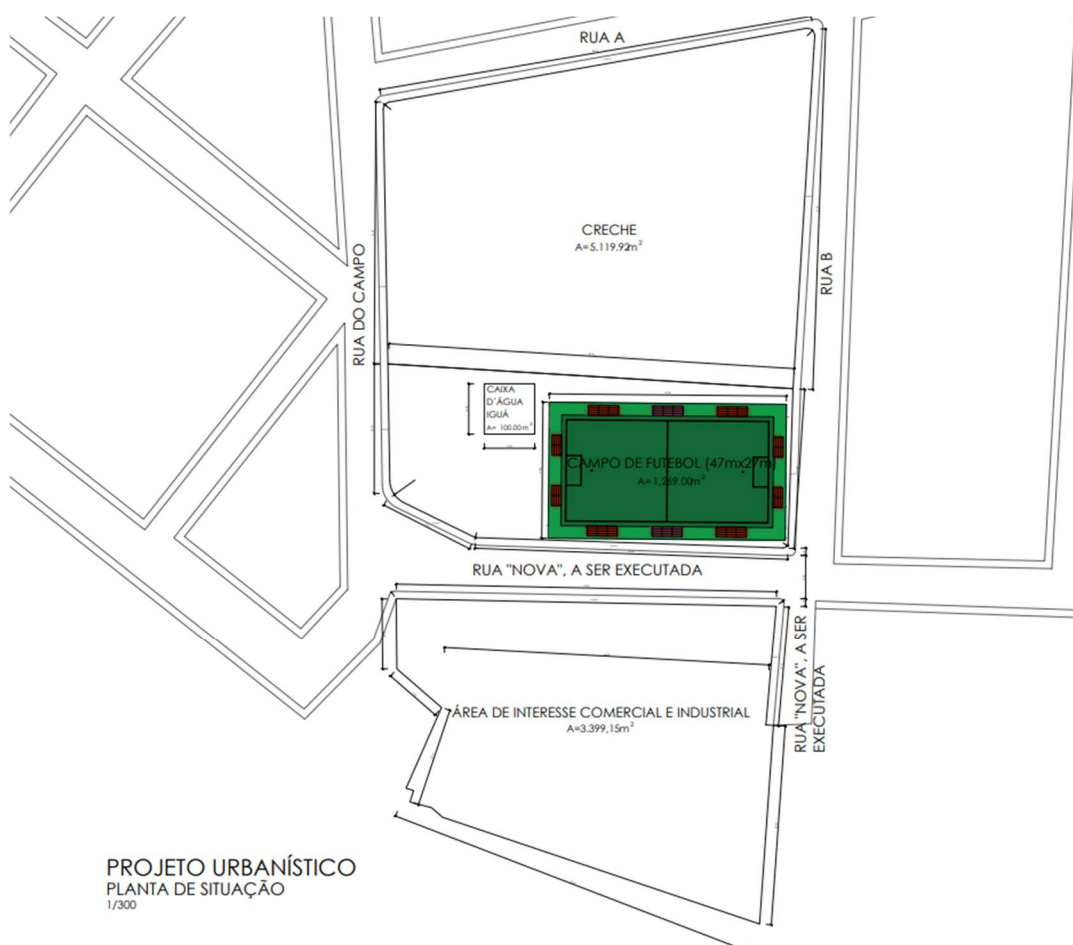 RUA A
CRECHE
A=5.119.92m²
RUA B
RUA DO CAMPO
CAIXA
D´ÁGUA
IGUÁ
A= 100.00m²
CAMPO DE FUTEBOL (47mx27m)
A=1.269.00m²
RUA "NOVA", A SER EXECUTADA
RUA "NOVA", A SER
EXECUTADA
ÁREA DE INTERESSE COMERCIAL E INDUSTRIAL
A=3.399,15m²
PROJETO URBANÍSTICO
PLANTA DE SITUAÇÃO
1/300